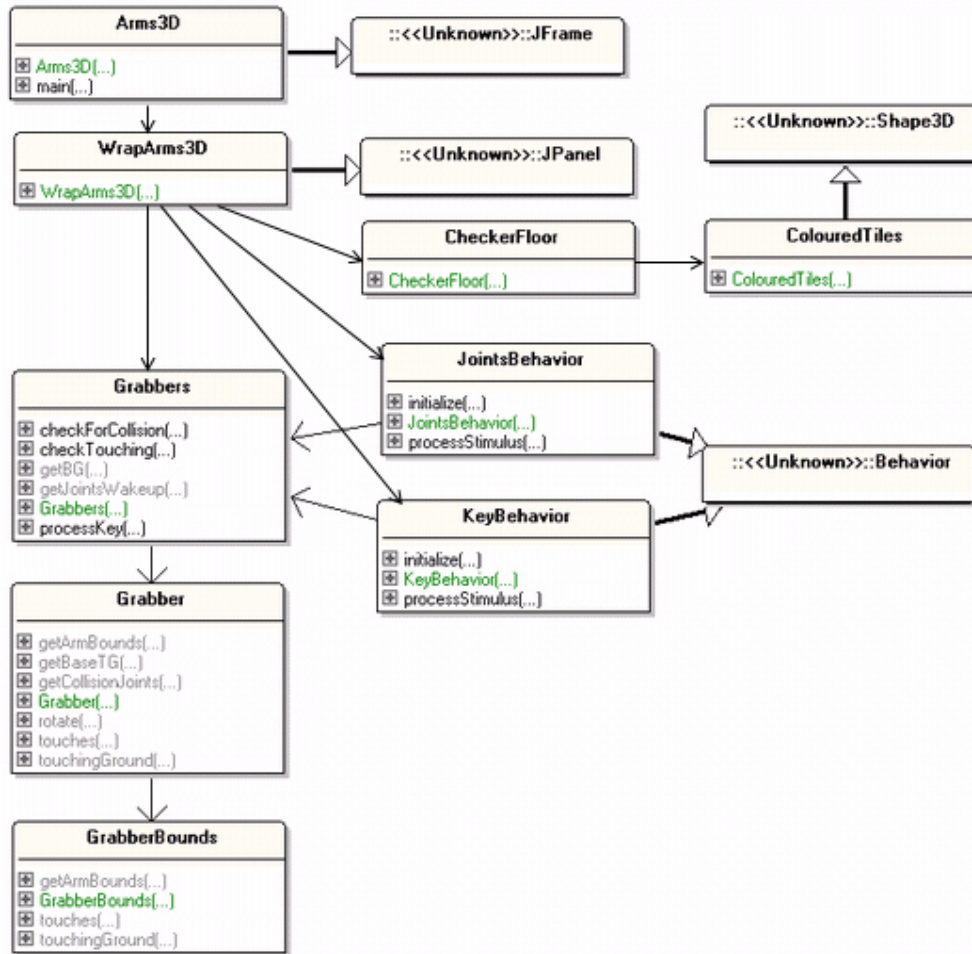 Arms3D
Arms3D(...)
main(...)
::<<Unknown>>::JFrame
WrapArms3D
WrapArms3D(...)
::<<Unknown>>::JPanel
::<<Unknown>>::Shape3D
CheckerFloor
CheckerFloor(...)
ColouredTiles
ColouredTiles(...)
Grabbers
checkForCollision(...)
checkTouching(...)
getBG(...)
getJointsWakeup(...)
Grabbers(...)
processKey(...)
JointsBehavior
initialize(...)
JointsBehavior(...)
processStimulus(...)
::<<Unknown>>::Behavior
KeyBehavior
initialize(...)
KeyBehavior(...)
processStimulus(...)
Grabber
getArmBounds(...)
getBaseTG(...)
getCollisionJoints(...)
Grabber(...)
rotate(...)
touches(...)
touchingGround(...)
GrabberBounds
getArmBounds(...)
GrabberBounds(...)
touches(...)
touchingGround(...)